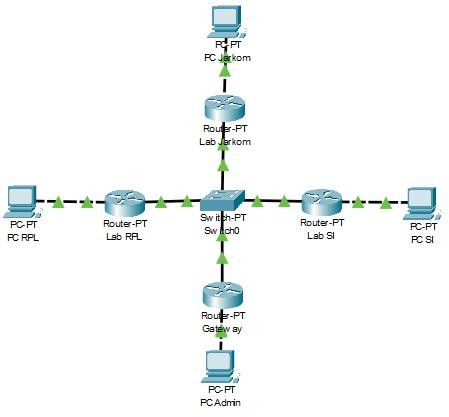 PC-PT
PC Jarkom
Router-PT
Lab Jarkom
PC-PT
PC RPL
Router-PT
Lab RPL
Switch-PT
Switch0
Router-PT
Lab SI
PC-PT
PC SI
Router-PT
Gateway
PC-PT
PC Admin